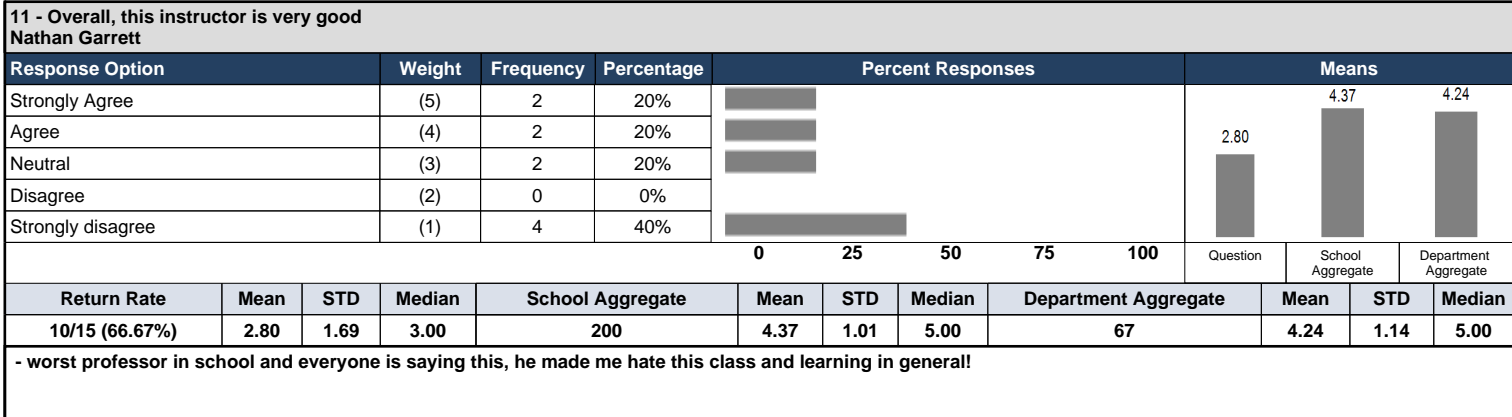 11 - Overall, this instructor is very good
Nathan Garrett
Response Option Weight Frequency Percentage Percent Responses Means
Strongly Agree (5) 2 20%
Agree (4) 2 20%
Neutral (3) 2 20%
Disagree (2) 0 0%
Strongly disagree (1) 4 40%
0 25 50 75 100
2.80 4.37 4.24
Question School Aggregate Department Aggregate
Return Rate Mean STD Median School Aggregate Mean STD Median Department Aggregate Mean STD Median
10/15 (66.67%) 2.80 1.69 3.00 200 4.37 1.01 5.00 67 4.24 1.14 5.00
- worst professor in school and everyone is saying this, he made me hate this class and learning in general!